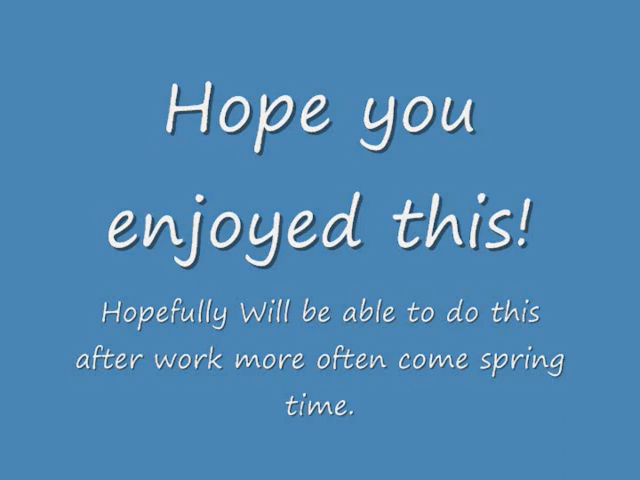 Hope you
enjoyed this!
Hopefully Will be able to do this
after work more often come spring
time.